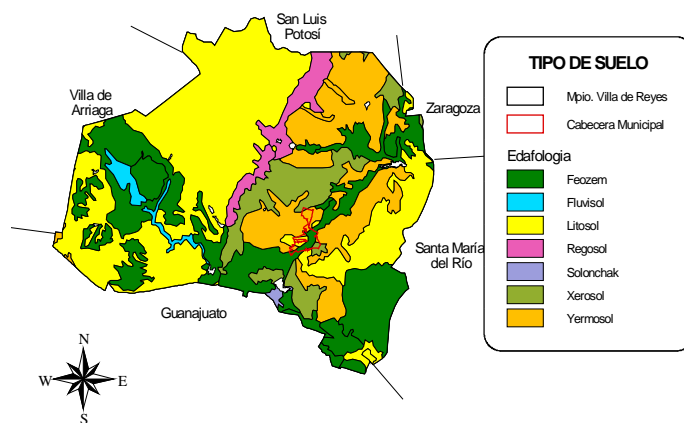 San Luis
Potosí
Villa de
Arriaga
Zaragoza
Santa María
del Río
Guanajuato
N
W
E
S
TIPO DE SUELO
Mpio. Villa de Reyes
Cabecera Municipal
Edafologia
Feozem
Fluvisol
Litosol
Regosol
Solonchak
Xerosol
Yermosol